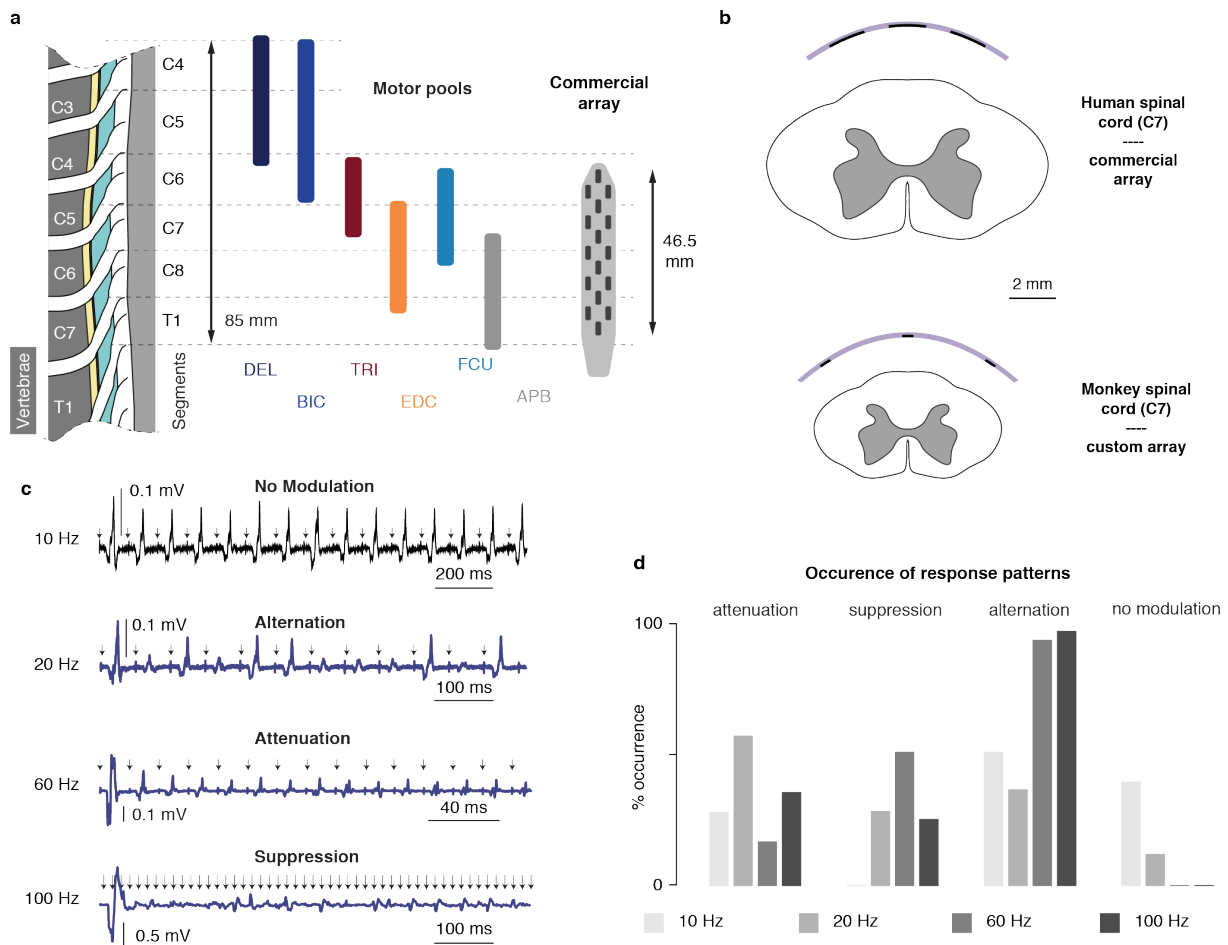 a
C3
C4
C5
C6
C7
T1
Vertebrae
C4
C5
C6
C7
C8
T1
Segments
85 mm
Motor pools
DEL
BIC
TRI
EDC
FCU
APB
Commercial
array
46.5
mm
b
Human spinal
cord (C7)
----
commercial
array
2 mm
Monkey spinal
cord (C7)
----
custom array
c
No Modulation
10 Hz
0.1 mV
200 ms
Alternation
20 Hz
0.1 mV
100 ms
Attenuation
60 Hz
0.1 mV
40 ms
Suppression
100 Hz
0.5 mV
100 ms
d
Occurence of response patterns
attenuation
suppression
alternation
no modulation
100
% occurrence
0
10 Hz
20 Hz
60 Hz
100 Hz